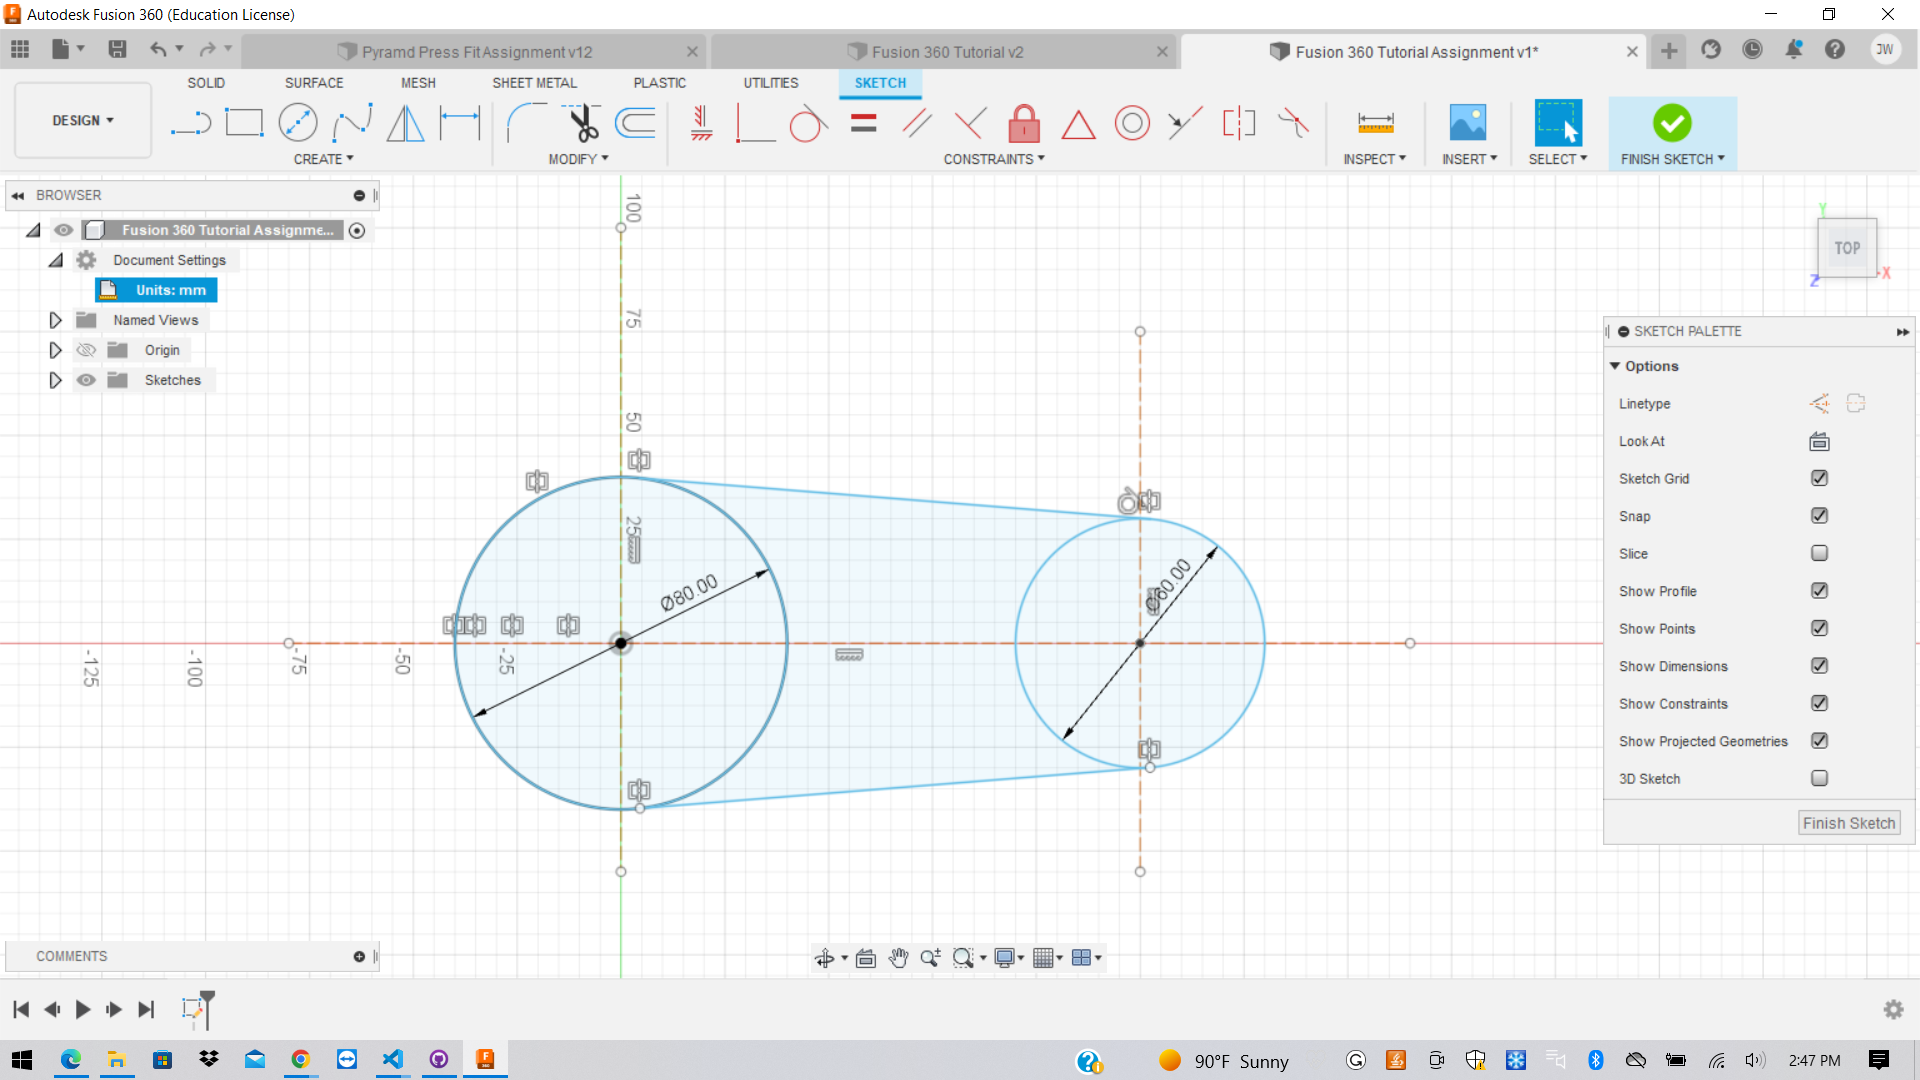 Autodesk Fusion 360 (Education License)
Pyramd Press Fit Assignment v12
Fusion 360 Tutorial v2
Fusion 360 Tutorial Assignment v1*
JW
SOLID SURFACE MESH SHEET METAL PLASTIC UTILITIES SKETCH
DESIGN
CREATE MODIFY CONSTRAINTS INSPECT INSERT SELECT FINISH SKETCH
BROWSER
Fusion 360 Tutorial Assignme...
Document Settings
Units: mm
Named Views
Origin
Sketches
TOP
Y
X
Z
100
75
50
25
-125
-100
-75
-50
-25
Ø80.00
Ø60.00
SKETCH PALETTE
Options
Linetype
Look At
Sketch Grid
Snap
Slice
Show Profile
Show Points
Show Dimensions
Show Constraints
Show Projected Geometries
3D Sketch
Finish Sketch
COMMENTS
90°F Sunny
2:47 PM